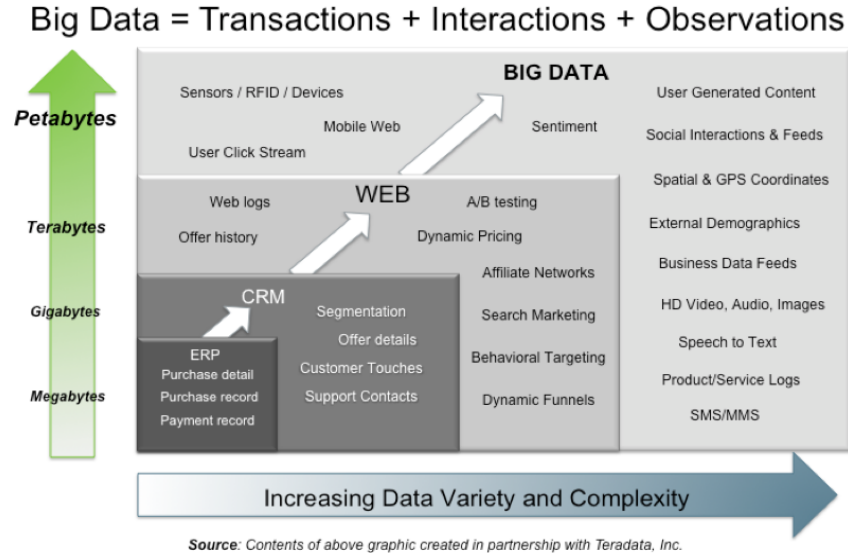 Big Data = Transactions + Interactions + Observations
BIG DATA
Sensors / RFID / Devices
User Generated Content
Petabytes
Mobile Web
Sentiment
Social Interactions & Feeds
User Click Stream
Spatial & GPS Coordinates
WEB
Web logs
A/B testing
External Demographics
Terabytes
Offer history
Dynamic Pricing
Business Data Feeds
Affiliate Networks
CRM
HD Video, Audio, Images
Gigabytes
Segmentation
Search Marketing
Offer details
Speech to Text
ERP
Behavioral Targeting
Purchase detail
Customer Touches
Product/Service Logs
Megabytes
Purchase record
Support Contacts
Dynamic Funnels
Payment record
SMS/MMS
Increasing Data Variety and Complexity
Source: Contents of above graphic created in partnership with Teradata, Inc.